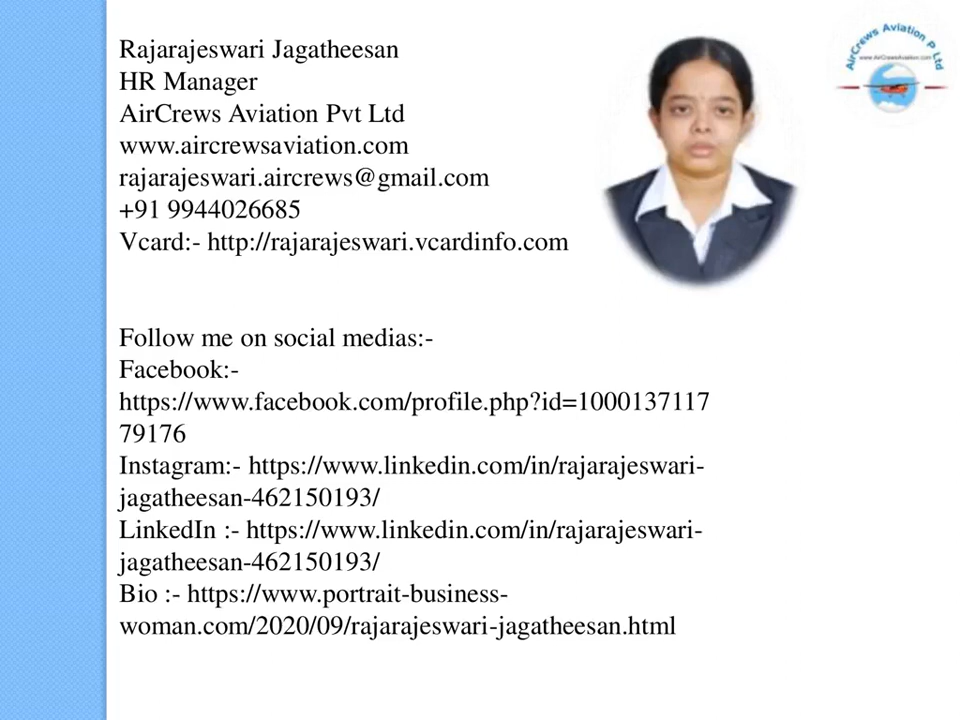 Rajarajeswari Jagatheesan
HR Manager
AirCrews Aviation Pvt Ltd
www.aircrewsaviation.com
rajarajeswari.aircrews@gmail.com
+91 9944026685
Vcard:- http://rajarajeswari.vcardinfo.com
AirCrews Aviation P Ltd
www.AirCrewsAviation.com
Follow me on social medias:-
Facebook:-
https://www.facebook.com/profile.php?id=1000137117
79176
Instagram:- https://www.linkedin.com/in/rajarajeswari-
jagatheesan-462150193/
LinkedIn :- https://www.linkedin.com/in/rajarajeswari-
jagatheesan-462150193/
Bio :- https://www.portrait-business-
woman.com/2020/09/rajarajeswari-jagatheesan.html